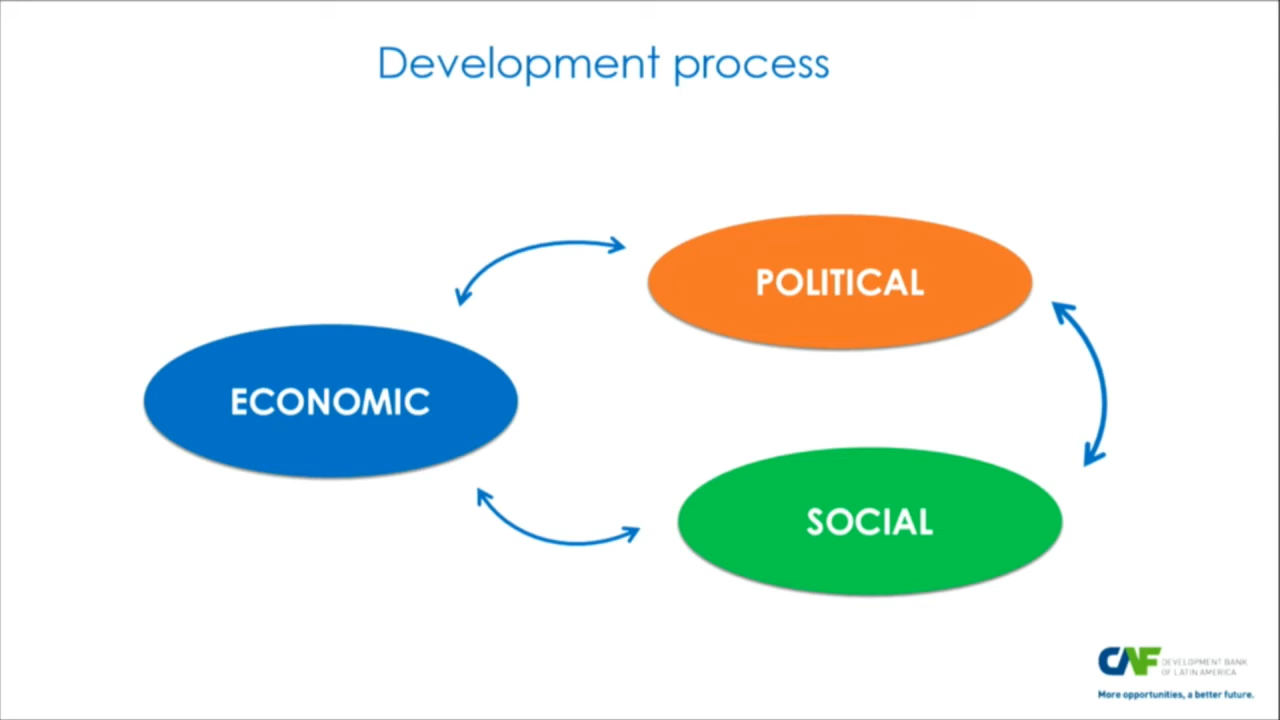 Development process
POLITICAL
ECONOMIC
SOCIAL
CAF
DEVELOPMENT BANK
OF LATIN AMERICA
More opportunities, a better future.